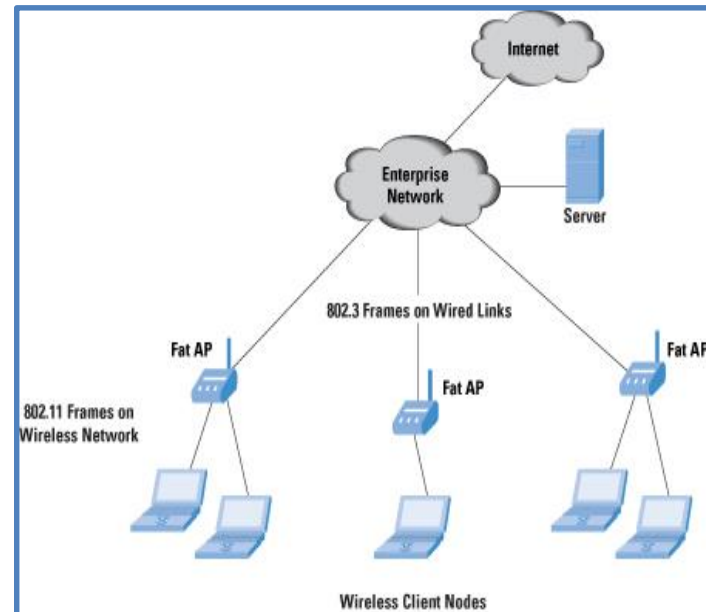 Internet
Enterprise
Network
Server
802.3 Frames on Wired Links
Fat AP
Fat AP
Fat AP
802.11 Frames on
Wireless Network
Wireless Client Nodes